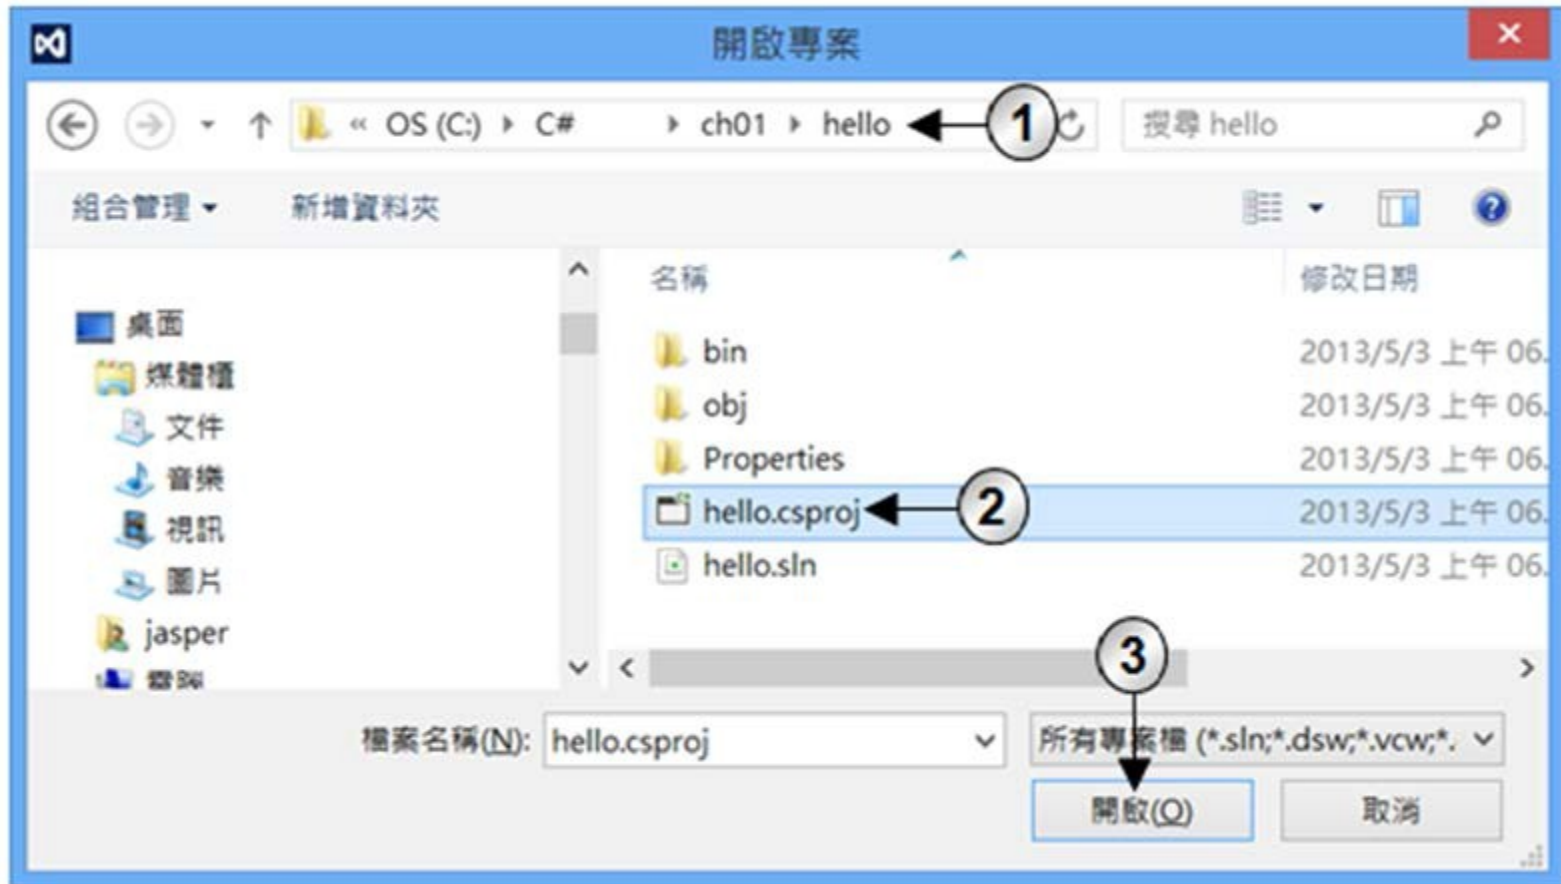 開啟專案
« OS (C:) ▸ C# ▸ ch01 ▸ hello 1 搜尋 hello
組合管理 新增資料夾
名稱 修改日期
桌面
媒體櫃
文件
音樂
視訊
圖片
jasper
電腦
bin 2013/5/3 上午 06.
obj 2013/5/3 上午 06.
Properties 2013/5/3 上午 06.
hello.csproj 2 2013/5/3 上午 06.
hello.sln 2013/5/3 上午 06.
3
檔案名稱(N): hello.csproj 所有專案檔 (*.sln;*.dsw;*.vcw;*.
開啟(O) 取消